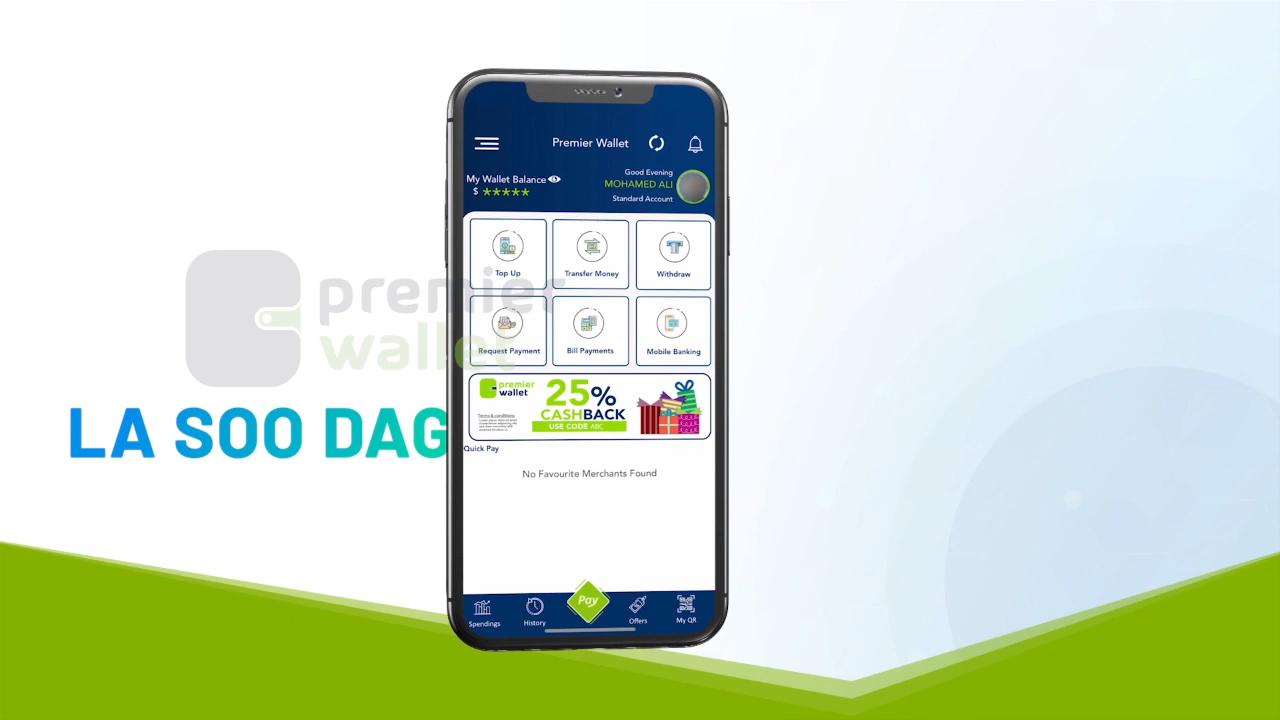 Premier Wallet
My Wallet Balance
$ *****
Good Evening
MOHAMED ALI
Standard Account
Top Up
Transfer Money
Withdraw
Request Payment
Bill Payments
Mobile Banking
premier
wallet
LA SOO DAG
premier
wallet
Terms & conditions
25%
CASHBACK
USE CODE ABC
Quick Pay
No Favourite Merchants Found
Pay
Spendings
History
Offers
My QR